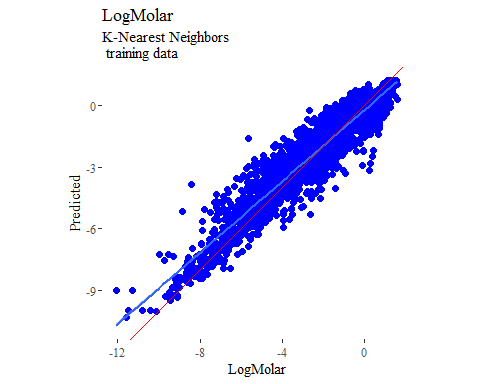 LogMolar
K-Nearest Neighbors
training data
0
-3
-6
-9
Predicted
-12
-8
-4
0
LogMolar